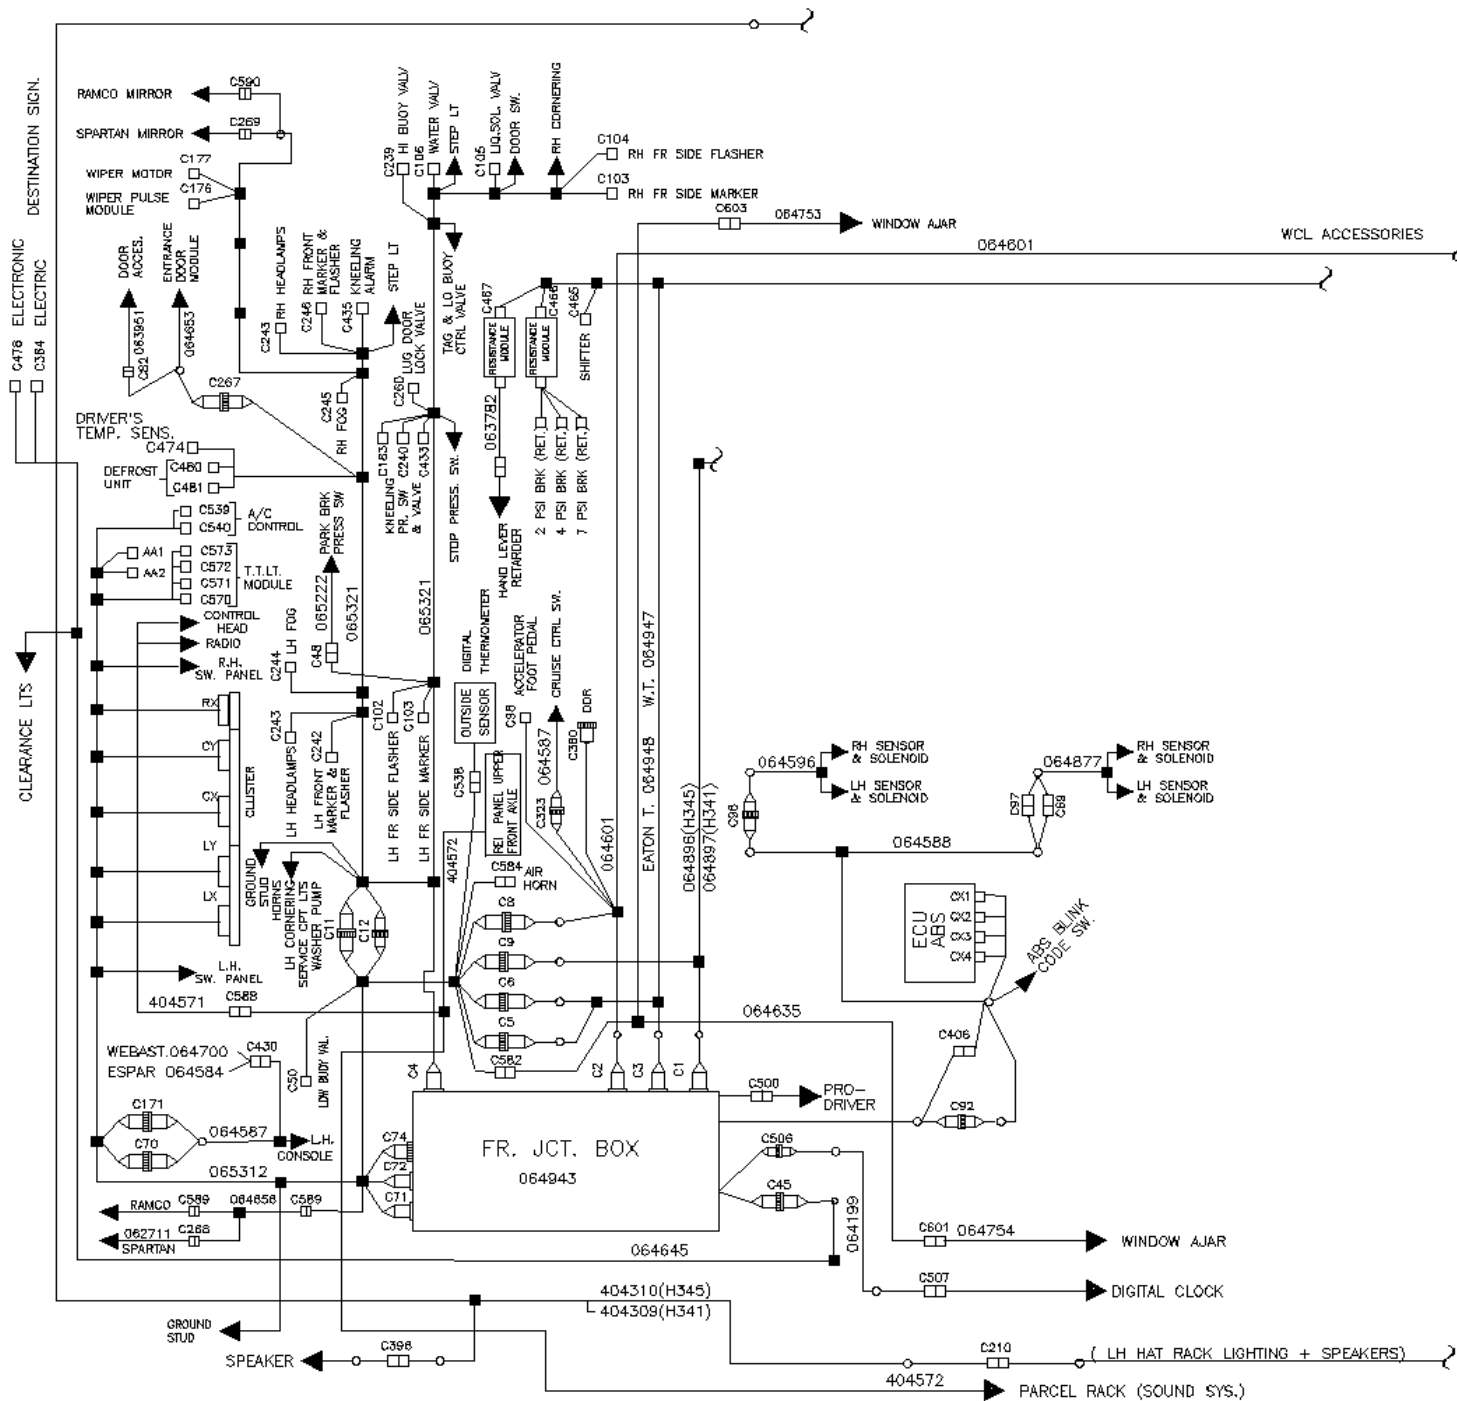 C590
RAMCO MIRROR
C269
SPARTAN MIRROR
C177
WIPER MOTOR
C176
WIPER PULSE
MODULE
DESTINATION SIGN.
C478 ELECTRONIC
C384 ELECTRIC
DOOR
ACCES.
063951
C82
ENTRANCE
DOOR
MODULE
064653
C267
C243
RH HEADLAMPS
C246
RH FRONT
MARKER &
FLASHER
C435
KNEELING
ALARM
STEP LT
C239
HI BUOY VALV
C106
WATER VALV
STEP LT
C105
LIQ.SOL. VALV
DOOR SW.
RH CORNERING
C104
RH FR SIDE FLASHER
C103
RH FR SIDE MARKER
C603
064753
WINDOW AJAR
064601
WCL ACCESSORIES
TAG & LO BUOY
CTRL VALVE
C260
LUG DOOR
LOCK VALVE
C245
RH FOG
C467
RESISTANCE
MODULE
C466
RESISTANCE
MODULE
C465
SHIFTER
063782
HAND LEVER
RETARDER
2 PSI BRK (RET.)
4 PSI BRK (RET.)
7 PSI BRK (RET.)
C183
C240
C433
KNEELING
PR. SW
& VALVE
STOP PRESS. SW.
DRIVER'S
TEMP. SENS.
C474
DEFROST
UNIT
C480
C481
C539
C540
A/C
CONTROL
AA1
AA2
C573
C572
C571
C570
T.T.LT.
MODULE
CONTROL
HEAD
RADIO
R.H.
SW. PANEL
CLEARANCE LTS
RX
CY
CX
LY
LX
CLUSTER
L.H.
SW. PANEL
PARK BRK
PRESS SW
065222
C48
065321
065321
C244
LH FOG
C243
LH HEADLAMPS
C242
LH FRONT
MARKER &
FLASHER
C102
LH FR SIDE FLASHER
C103
LH FR SIDE MARKER
DIGITAL
THERMOMETER
OUTSIDE
SENSOR
C536
REI PANEL UPPER
FRONT AXLE
404572
C98
ACCELERATOR
FOOT PEDAL
CRUISE CTRL SW.
064587
C323
DDR
C380
064601
EATON T. 064948
W.T. 064947
064896(H345)
064897(H341)
064596
RH SENSOR
& SOLENOID
LH SENSOR
& SOLENOID
C96
064877
RH SENSOR
& SOLENOID
LH SENSOR
& SOLENOID
C97
C69
064588
ECU
ABS
CX1
CX2
CX3
CX4
ABS BLINK
CODE SW.
GROUND
STUD
HORNS
LH CORNERING
SERVICE CPT LTS
WASHER PUMP
C11
C12
C584
AIR
HORN
C8
C9
C6
C5
C582
404571
C588
064635
C406
WEBAST.064700
ESPAR 064584
C430
C50
LOW BUOY VAL.
C4
C2
C3
C1
C500
PRO-
DRIVER
C92
C171
C70
064587
L.H.
CONSOLE
065312
C74
C72
C71
FR. JCT. BOX
064943
C506
C45
064199
RAMCO
C589
064656
C589
062711
SPARTAN
C268
064645
C601
064754
WINDOW AJAR
C507
DIGITAL CLOCK
404310(H345)
404309(H341)
GROUND
STUD
SPEAKER
C396
C210
( LH HAT RACK LIGHTING + SPEAKERS)
404572
PARCEL RACK (SOUND SYS.)